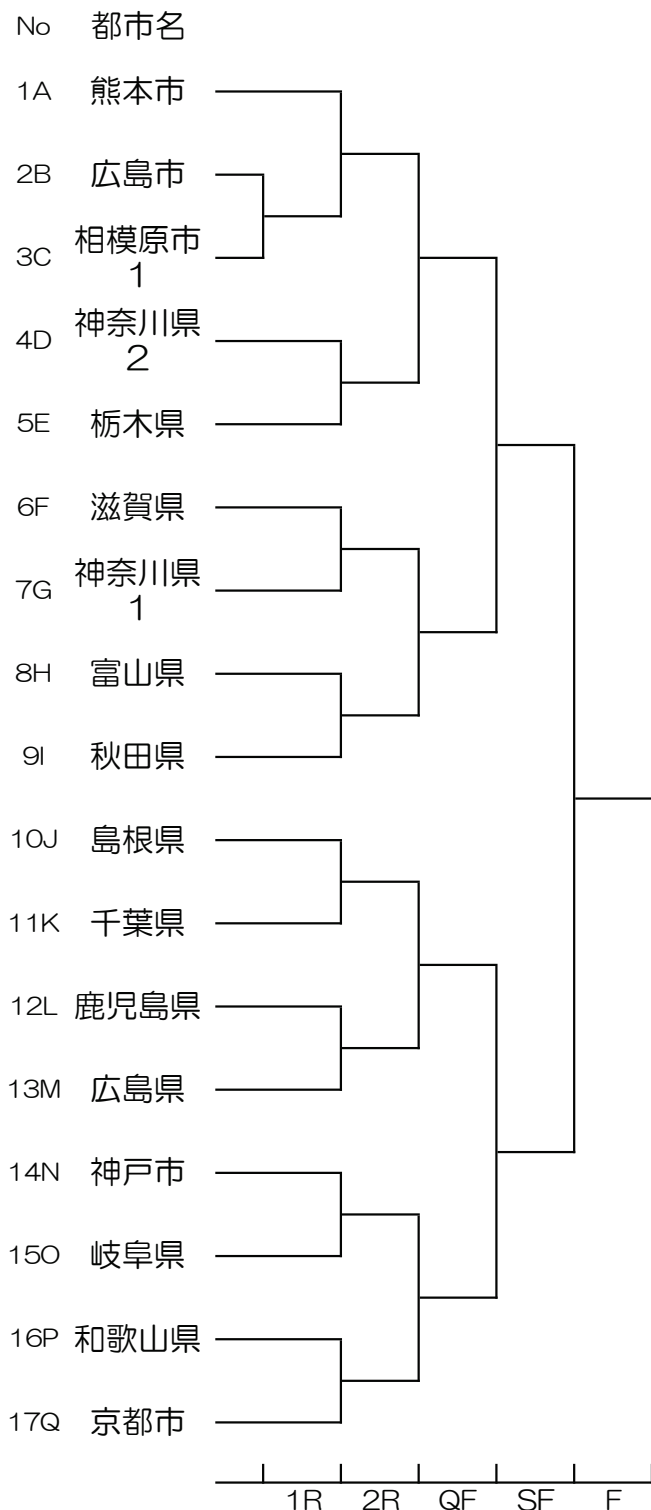 No 都市名
1A 熊本市
2B 広島市
3C 相模原市
1
4D 神奈川県
2
5E 栃木県
6F 滋賀県
7G 神奈川県
1
8H 富山県
9I 秋田県
10J 島根県
11K 千葉県
12L 鹿児島県
13M 広島県
14N 神戸市
15O 岐阜県
16P 和歌山県
17Q 京都市
1R 2R QF SF F